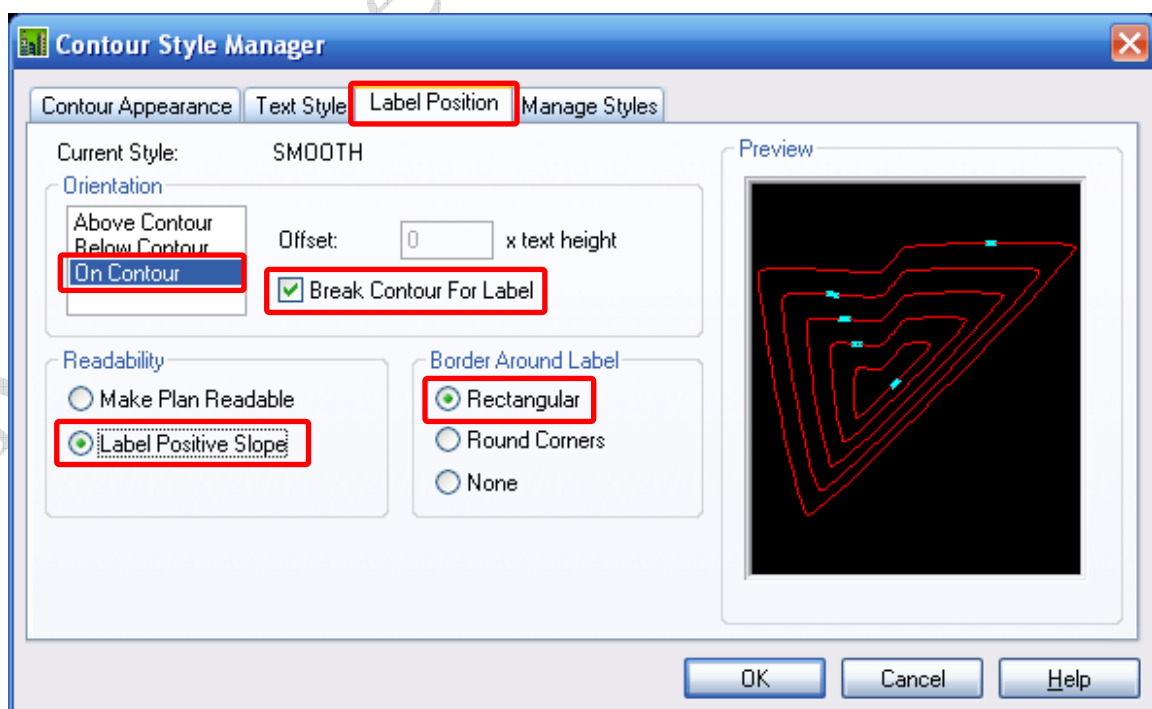 Contour Style Manager
Contour Appearance Text Style Label Position Manage Styles
Current Style: SMOOTH
Orientation
Above Contour
Below Contour
On Contour
Offset: 0 x text height
Break Contour For Label
Readability
Make Plan Readable
Label Positive Slope
Border Around Label
Rectangular
Round Corners
None
Preview
OK Cancel Help